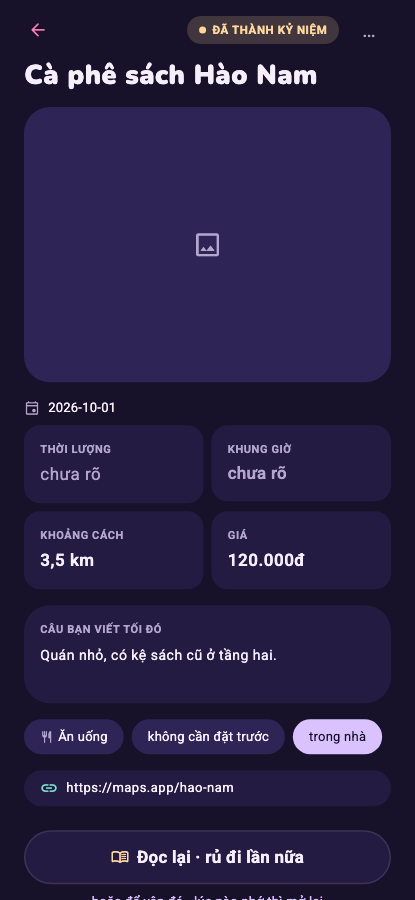 ĐÃ THÀNH KỶ NIỆM
...
Cà phê sách Hào Nam
2026-10-01
THỜI LƯỢNG
chưa rõ
KHUNG GIỜ
chưa rõ
KHOẢNG CÁCH
3,5 km
GIÁ
120.000đ
CÂU BẠN VIẾT TỐI ĐÓ
Quán nhỏ, có kệ sách cũ ở tầng hai.
Ăn uống
không cần đặt trước
trong nhà
https://maps.app/hao-nam
Đọc lại · rủ đi lần nữa